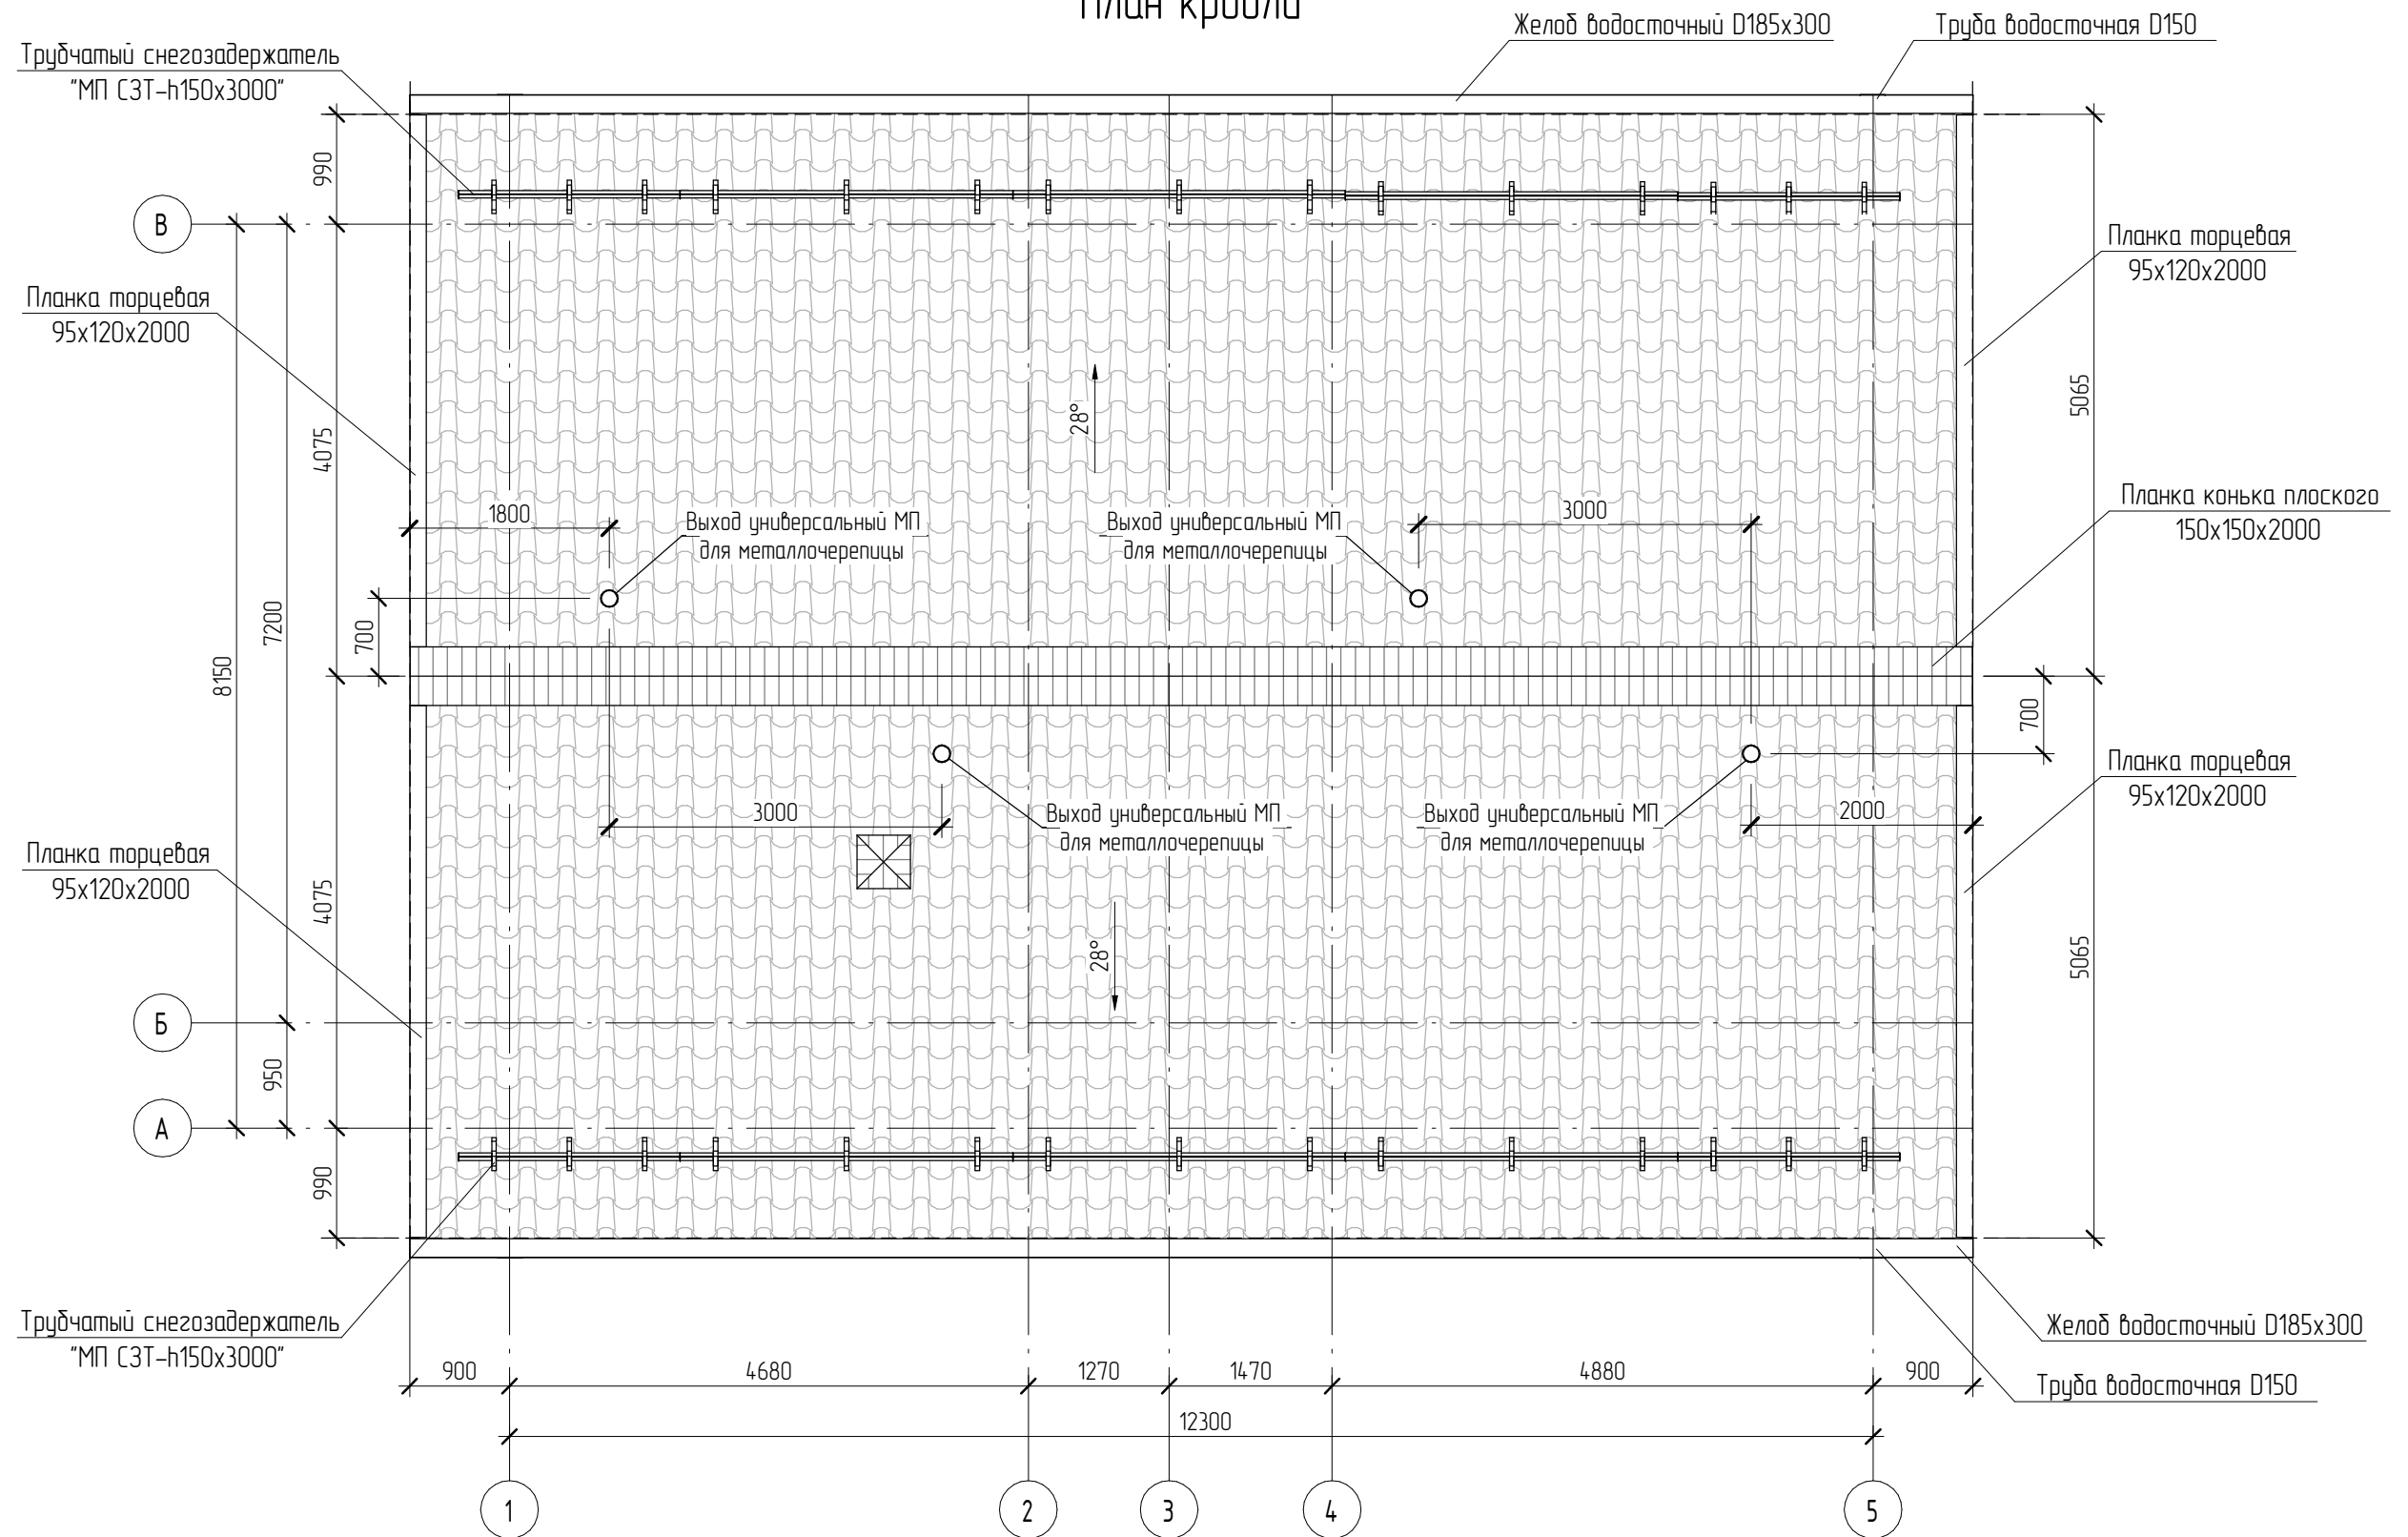 План кровли
Желоб водосточный D185x300
Труба водосточная D150
Трубчатый снегозадержатель
"МП СЗТ-h150x3000"
990
В
Планка торцевая
95x120x2000
Планка торцевая
95x120x2000
5065
4075
28°
Планка конька плоского
150x150x2000
1800
Выход универсальный МП
для металлочерепицы
Выход универсальный МП
для металлочерепицы
3000
7200
700
8150
700
Планка торцевая
95x120x2000
3000
Выход универсальный МП
для металлочерепицы
Выход универсальный МП
для металлочерепицы
2000
Планка торцевая
95x120x2000
4075
28°
5065
Б
950
А
990
Трубчатый снегозадержатель
"МП СЗТ-h150x3000"
Желоб водосточный D185x300
Труба водосточная D150
900
4680
1270
1470
4880
900
12300
1
2
3
4
5